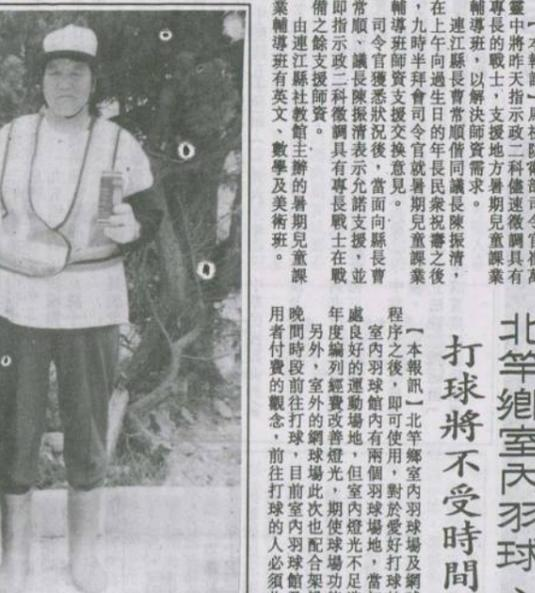 【本報訊】馬祖防衛部司令官
靈中將昨天指示政二科儘速微調具有
專長的戰士，支援地方暑期兒童課業
輔導班，以解決師資需求。
連江縣長曹常順偕同議長陳振清，
在上午向過生日的年長民衆祝壽之後
，九時半拜會司令官就暑期兒童課業
輔導班師資支援交換意見。
司令官獲悉狀況後，當面向縣長曹
常順、議長陳振清表示允諾支援，並
即指示政二科微調具有專長戰士在戰
備之餘支援師資。
由連江縣社教館主辦的暑期兒童課
業輔導班有英文、數學及美術班。
北竿鄉室內羽球
打球將不受時間
【本報訊】北竿鄉室內羽球場及網
程序之後，即可使用，對於愛好打球
室內羽球館內有兩個羽球場地，當
處良好的運動場地，但室內燈光不足
年度編列經費改善燈光，期使球場功
另外，室外的網球場此次也配合架
晚間時段前往打球，目前室內羽球館
用者付費的觀念，前往打球的人必須